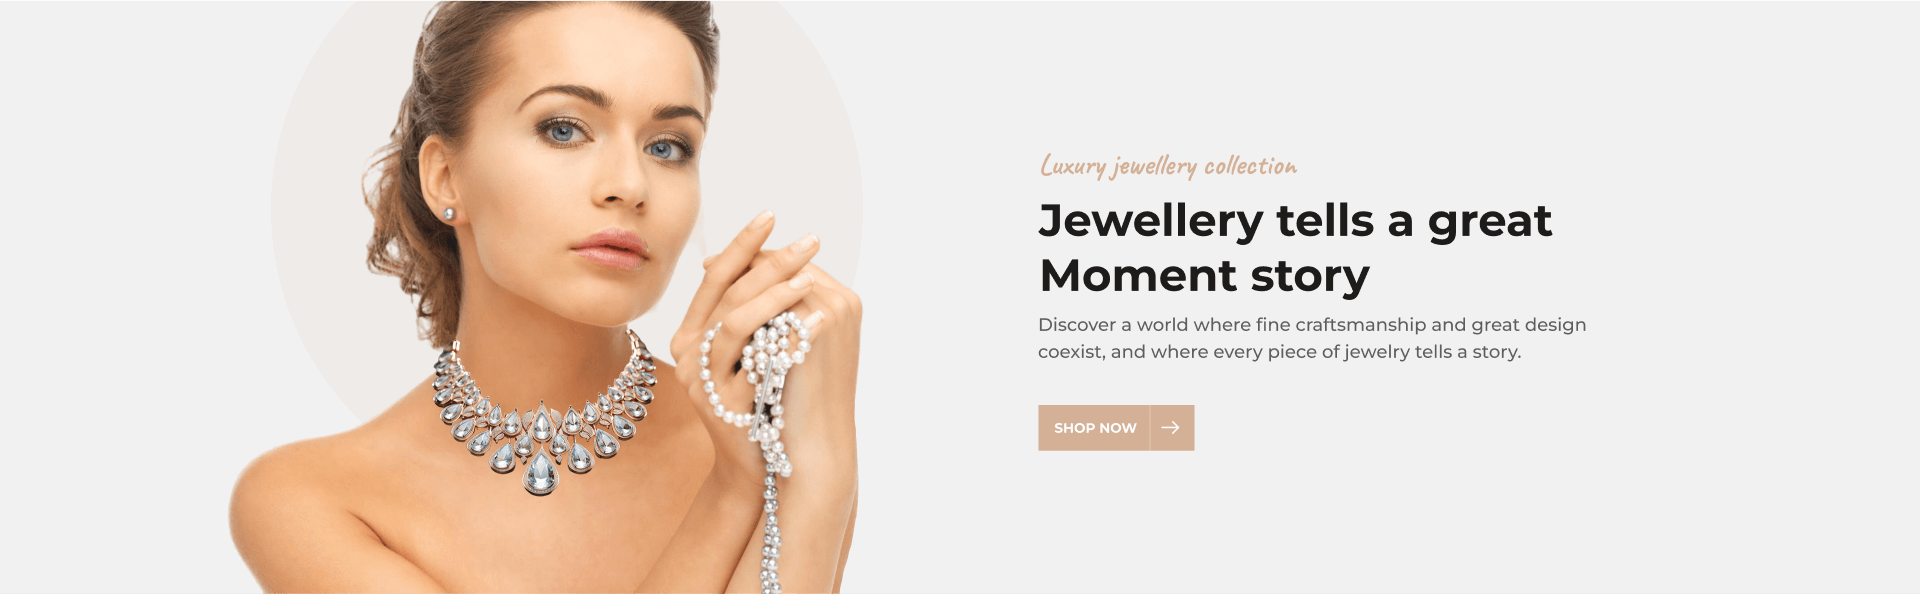 Luxury jewellery collection
Jewellery tells a great
Moment story
Discover a world where fine craftsmanship and great design
coexist, and where every piece of jewelry tells a story.
SHOP NOW